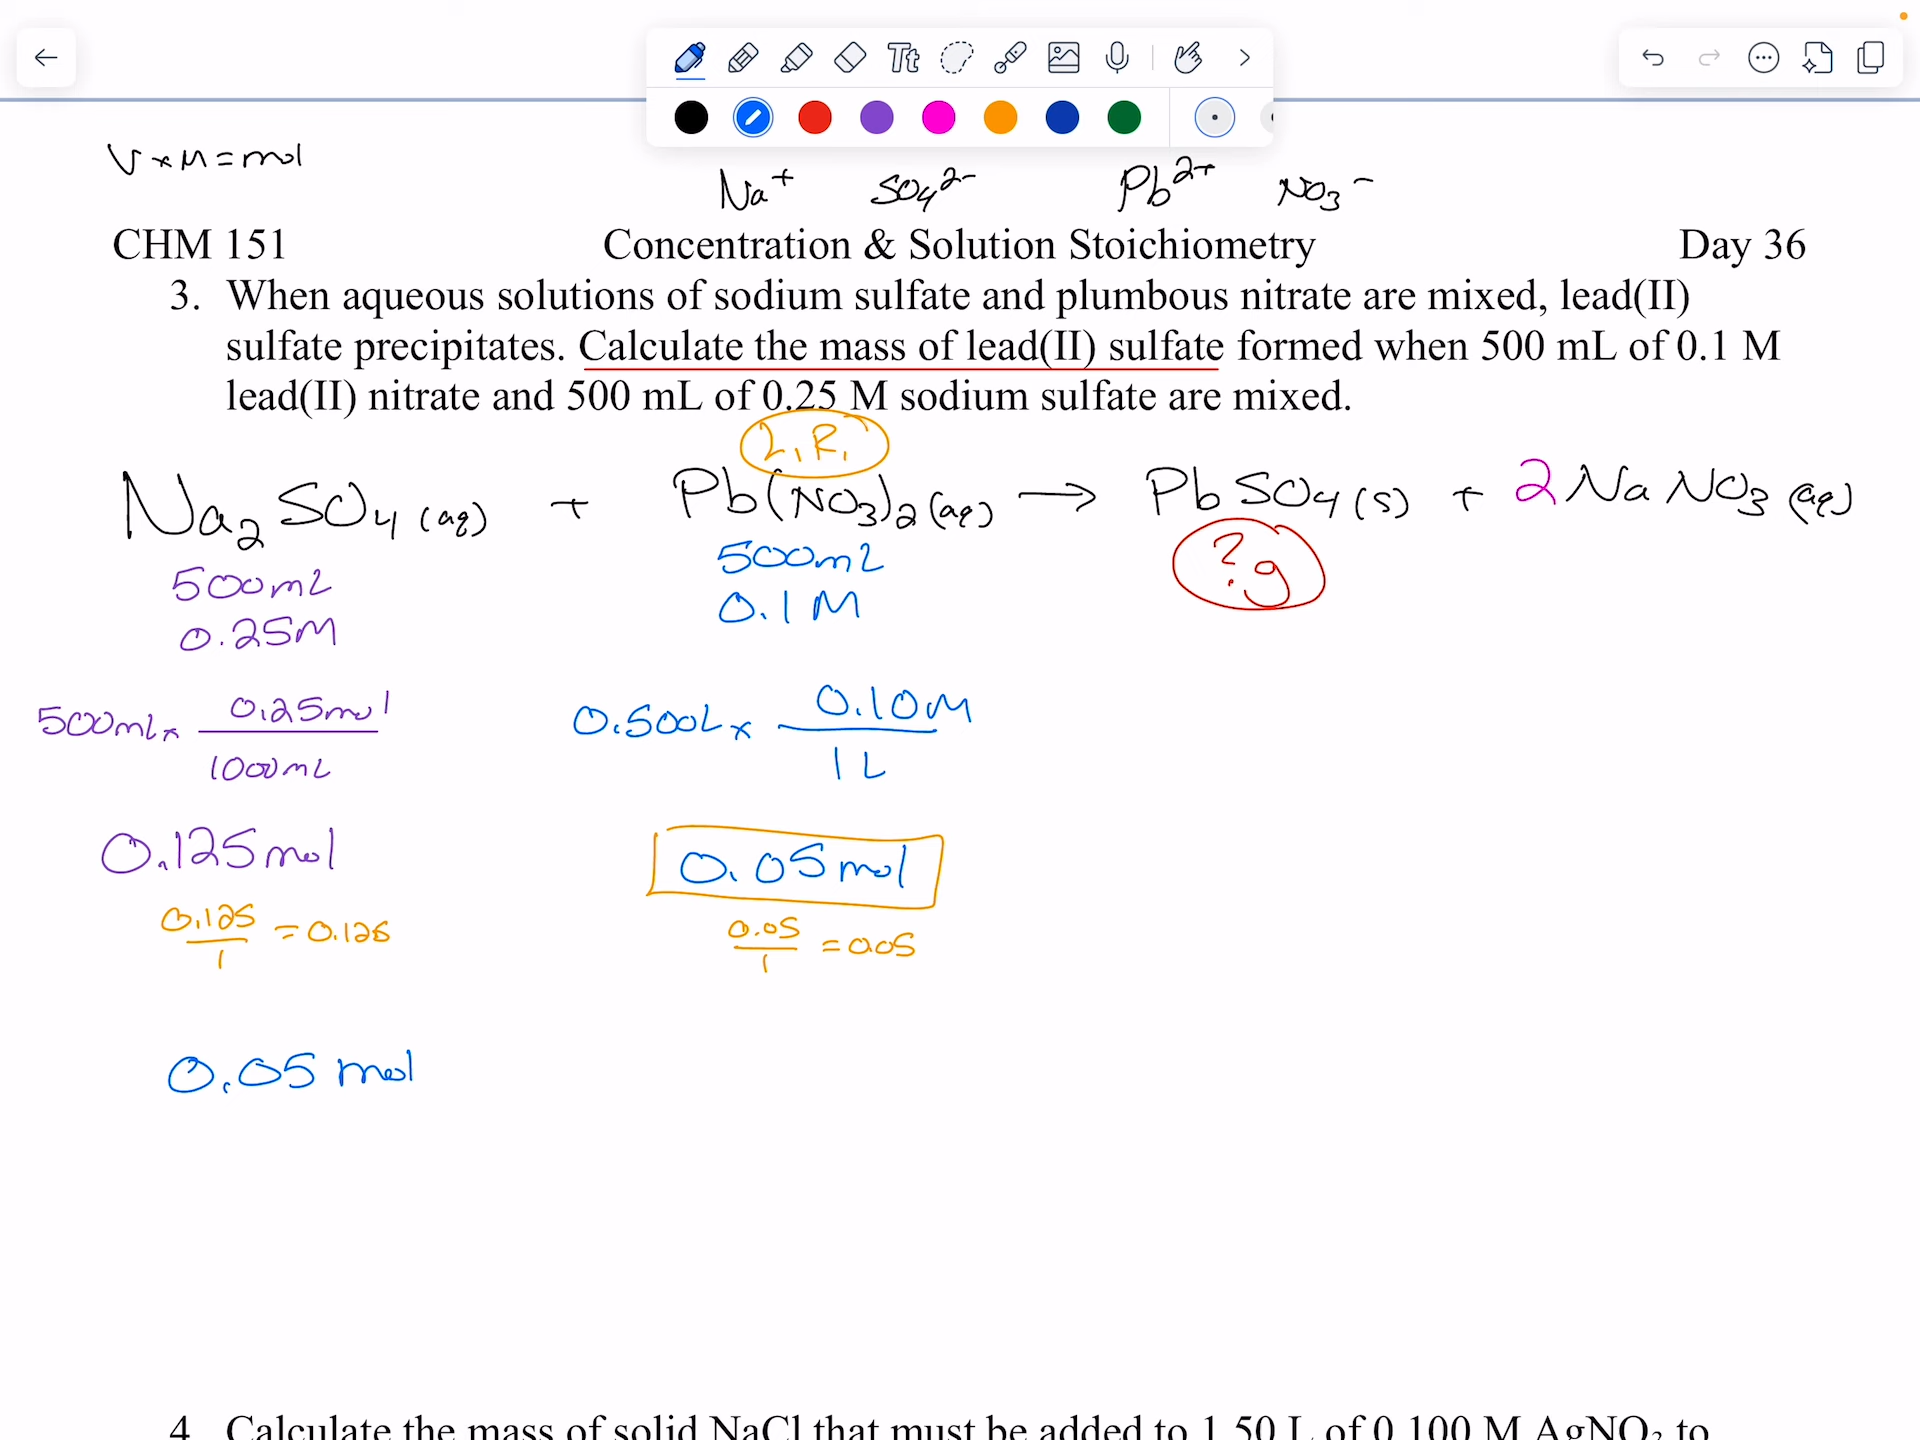 Tt
V × M = mol
Na⁺ SO₄²⁻ Pb²⁺ NO₃⁻
CHM 151 Concentration & Solution Stoichiometry Day 36
3. When aqueous solutions of sodium sulfate and plumbous nitrate are mixed, lead(II)
sulfate precipitates. Calculate the mass of lead(II) sulfate formed when 500 mL of 0.1 M
lead(II) nitrate and 500 mL of 0.25 M sodium sulfate are mixed.
L.R.
Na₂SO₄(aq) + Pb(NO₃)₂(aq) → PbSO₄(s) + 2NaNO₃(aq)
500mL 500mL ?g
0.25M 0.1M
500mL × 0.25mol/1000mL 0.500L × 0.10M/1L
0.125mol 0.05mol
0.125/1 = 0.125 0.05/1 = 0.05
0.05 mol
4. Calculate the mass of solid NaCl that must be added to 1.50 L of 0.100 M AgNO₃ to